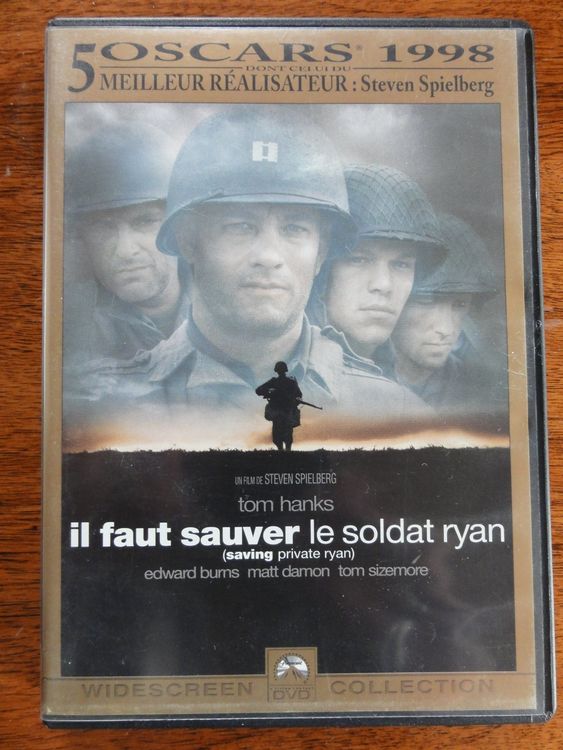 5 OSCARS® 1998
DONT CELUI DU
MEILLEUR RÉALISATEUR : Steven Spielberg
UN FILM DE STEVEN SPIELBERG
tom hanks
il faut sauver le soldat ryan
(saving private ryan)
edward burns matt damon tom sizemore
WIDESCREEN DVD COLLECTION
Paramount